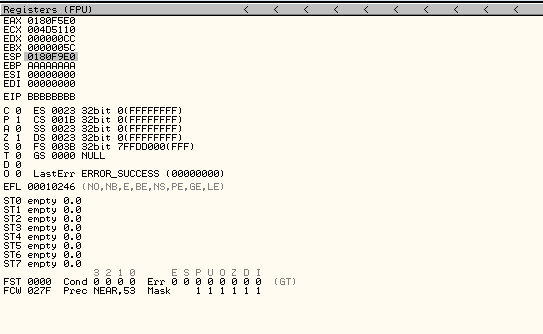 Registers (FPU) < < < < < < < < < <
EAX 0180F5E0
ECX 004D5110
EDX 000000CC
EBX 0000005C
ESP 0180F9E0
EBP AAAAAAAA
ESI 00000000
EDI 00000000
EIP BBBBBBBB
C 0 ES 0023 32bit 0(FFFFFFFF)
P 1 CS 001B 32bit 0(FFFFFFFF)
A 0 SS 0023 32bit 0(FFFFFFFF)
Z 1 DS 0023 32bit 0(FFFFFFFF)
S 0 FS 003B 32bit 7FFDD000(FFF)
T 0 GS 0000 NULL
D 0
O 0 LastErr ERROR_SUCCESS (00000000)
EFL 00010246 (NO,NB,E,BE,NS,PE,GE,LE)
ST0 empty 0.0
ST1 empty 0.0
ST2 empty 0.0
ST3 empty 0.0
ST4 empty 0.0
ST5 empty 0.0
ST6 empty 0.0
ST7 empty 0.0
3 2 1 0 E S P U O Z D I
FST 0000 Cond 0 0 0 0 Err 0 0 0 0 0 0 0 0 (GT)
FCW 027F Prec NEAR,53 Mask 1 1 1 1 1 1